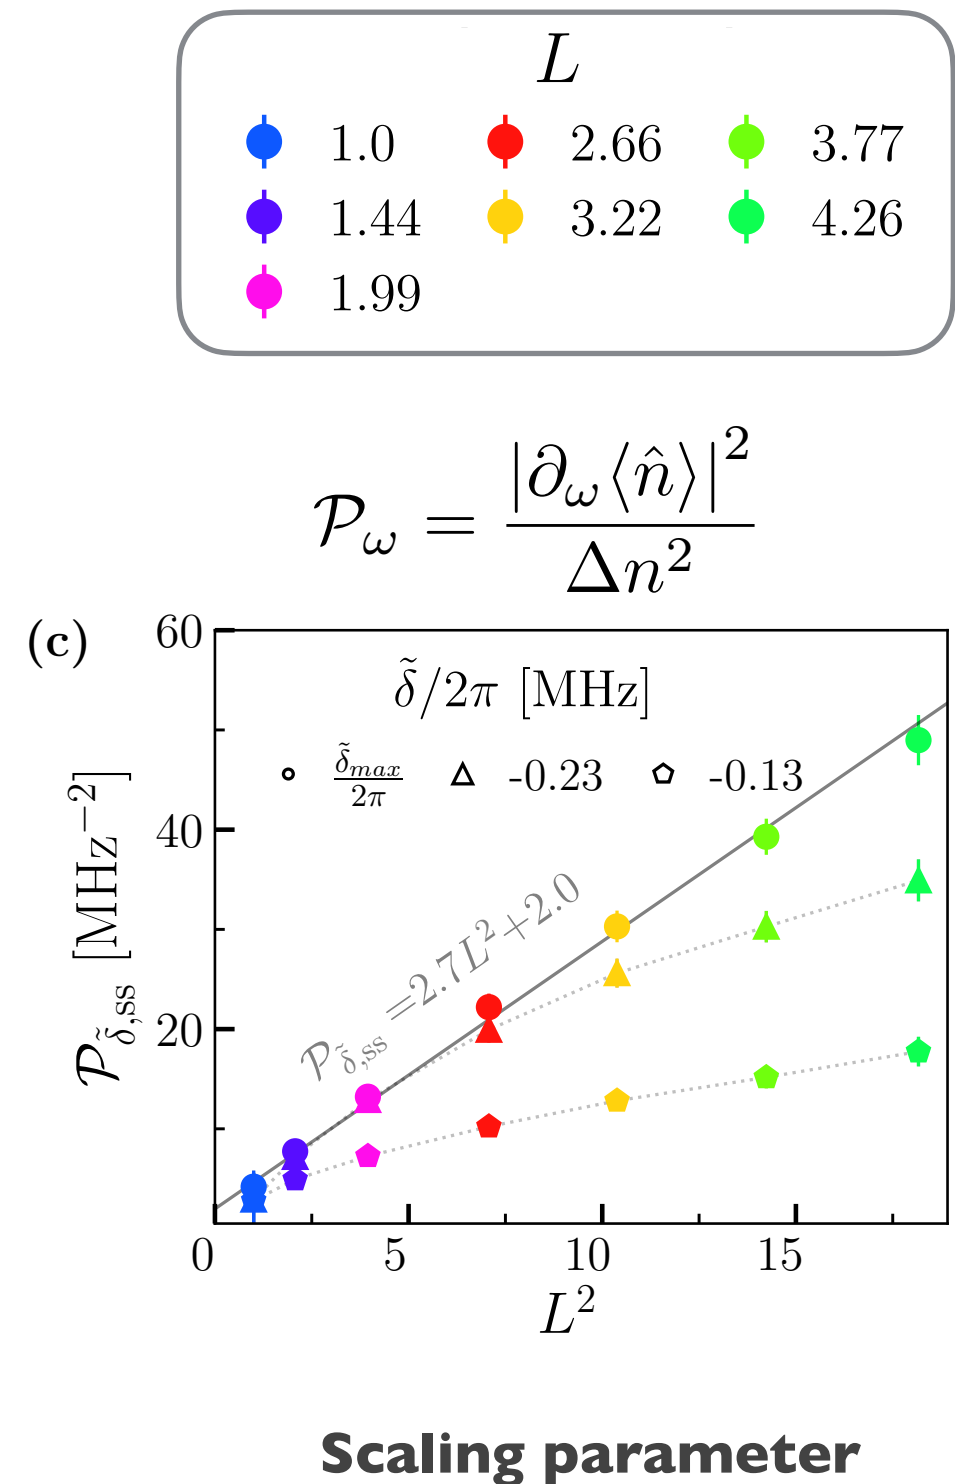 L
1.0 2.66 3.77
1.44 3.22 4.26
1.99
𝒫_ω = |∂_ω⟨n̂⟩|² / Δn²
(c)
δ̃/2π [MHz]
δ̃_max/2π -0.23 -0.13
𝒫_δ̃,ss = 2.7L²+2.0
𝒫_δ̃,ss [MHz⁻²]
60
40
20
0 5 10 15
L²
Scaling parameter